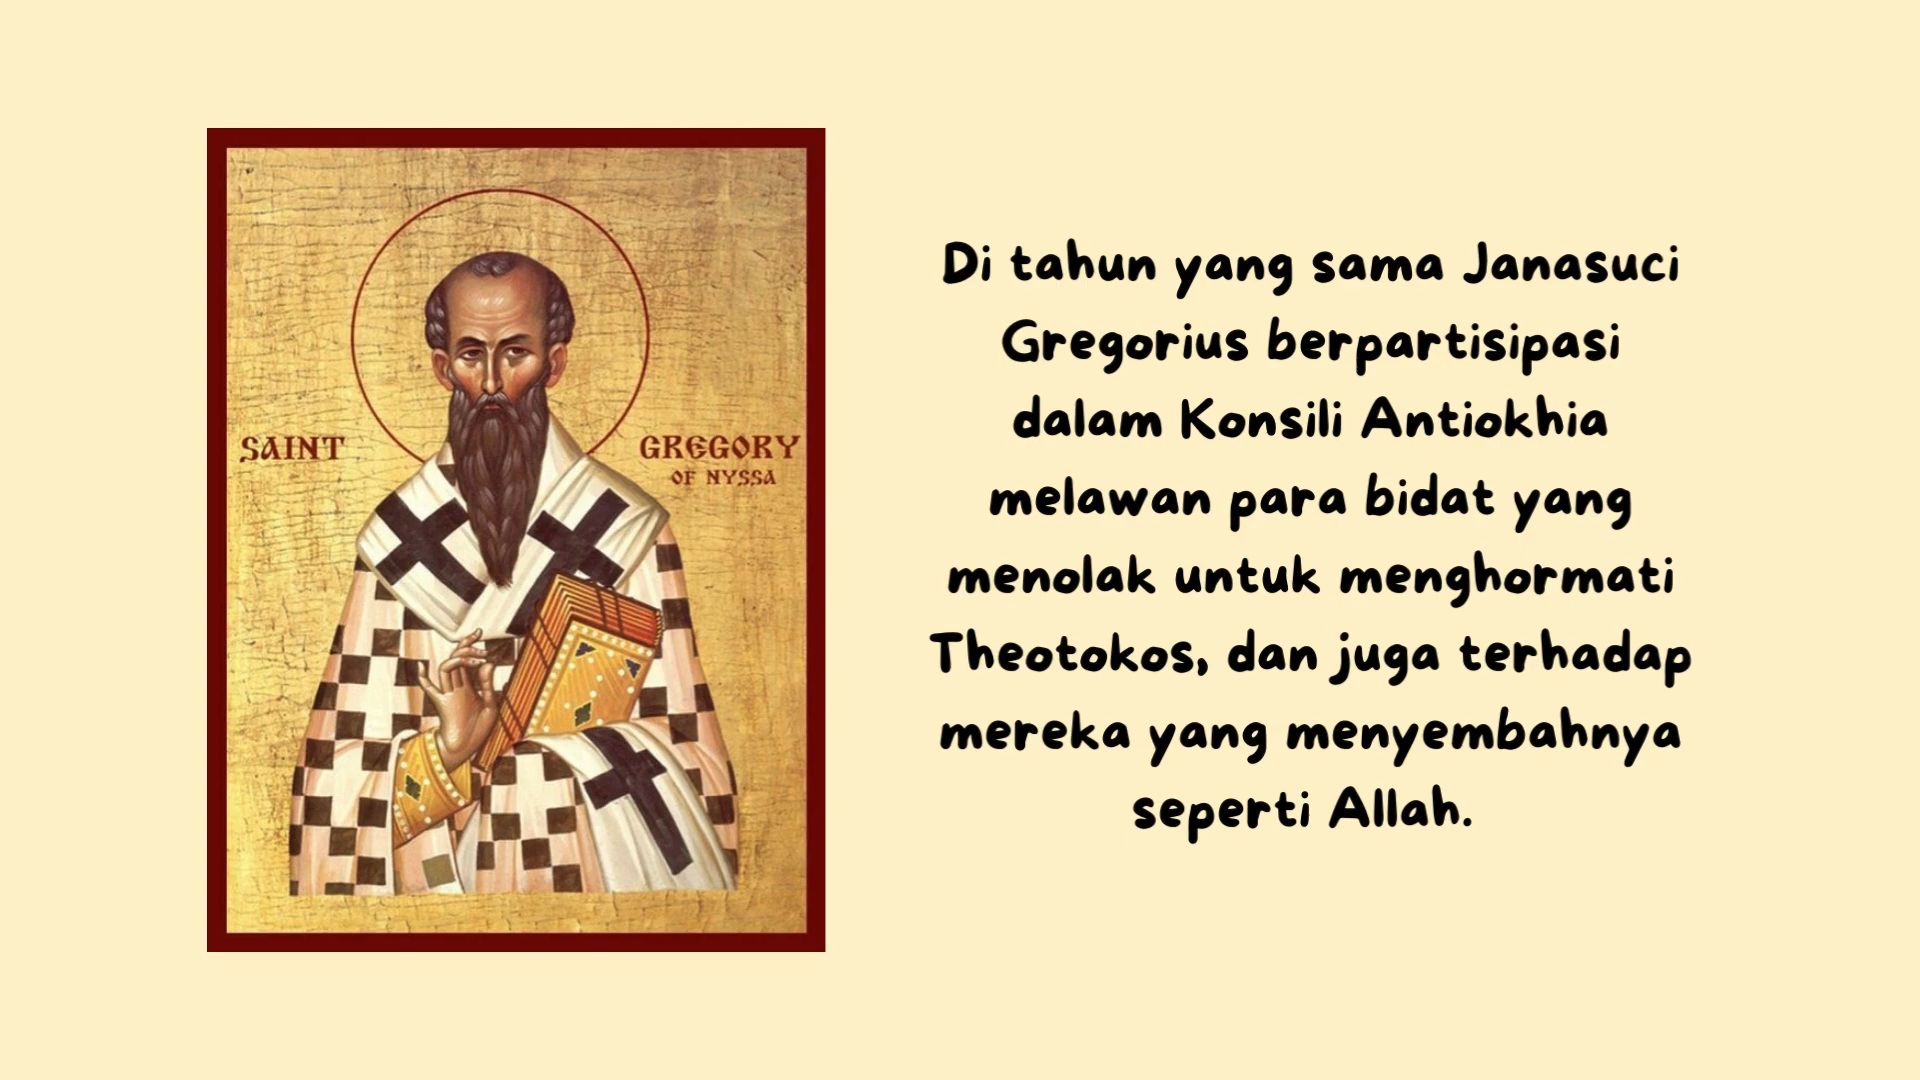 SAINT
GREGORY
OF NYSSA
Di tahun yang sama Janasuci
Gregorius berpartisipasi
dalam Konsili Antiokhia
melawan para bidat yang
menolak untuk menghormati
Theotokos, dan juga terhadap
mereka yang menyembahnya
seperti Allah.